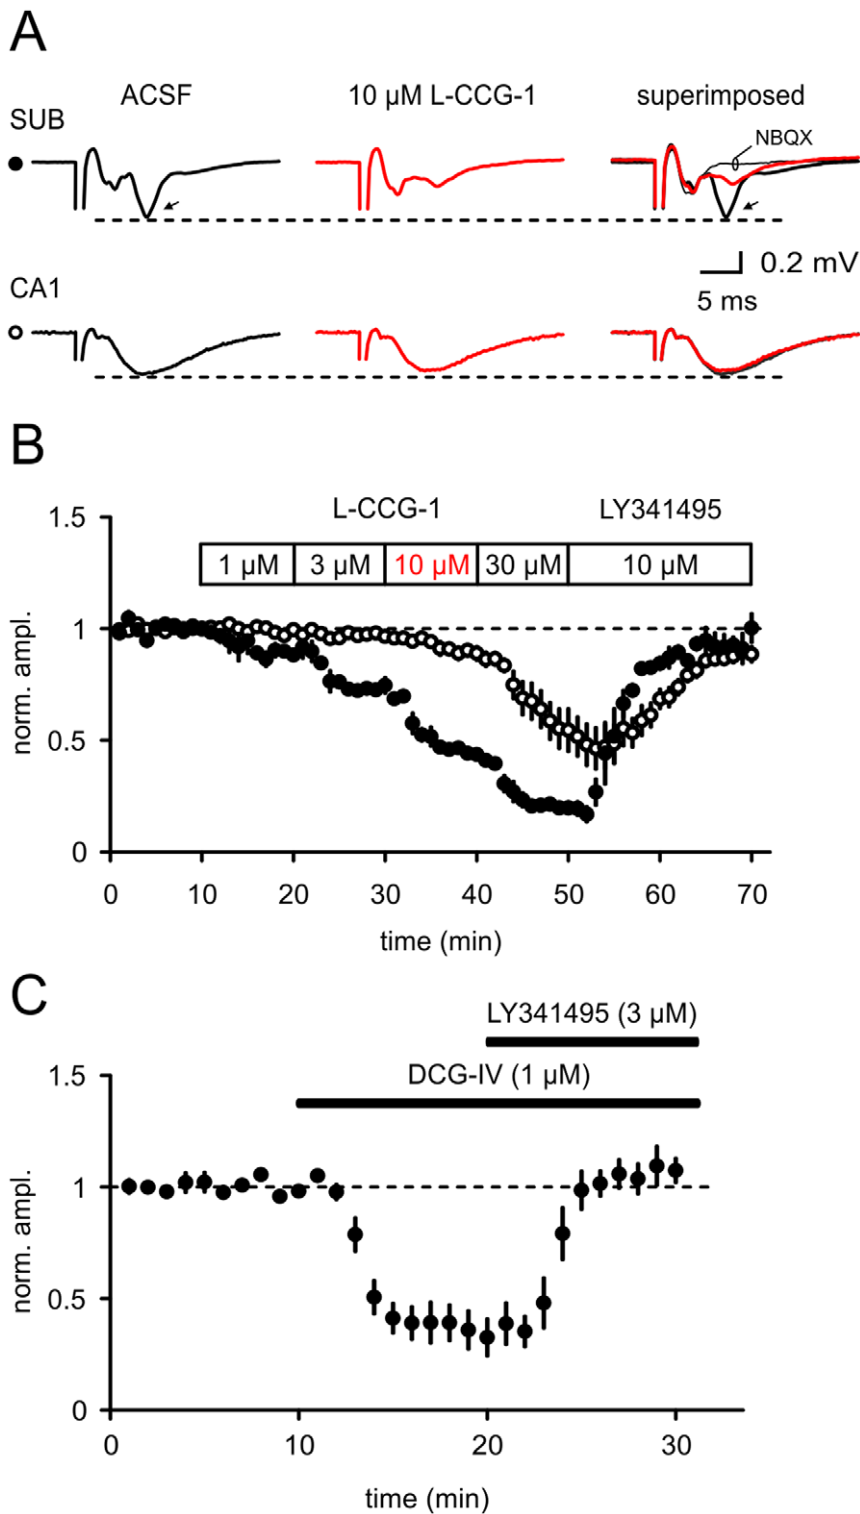 A
ACSF
10 µM L-CCG-1
superimposed
SUB
NBQX
0.2 mV
5 ms
CA1
B
L-CCG-1
LY341495
1 µM
3 µM
10 µM
30 µM
10 µM
1.5
1
0.5
0
norm. ampl.
0 10 20 30 40 50 60 70
time (min)
C
LY341495 (3 µM)
DCG-IV (1 µM)
1.5
1
0.5
0
norm. ampl.
0 10 20 30
time (min)